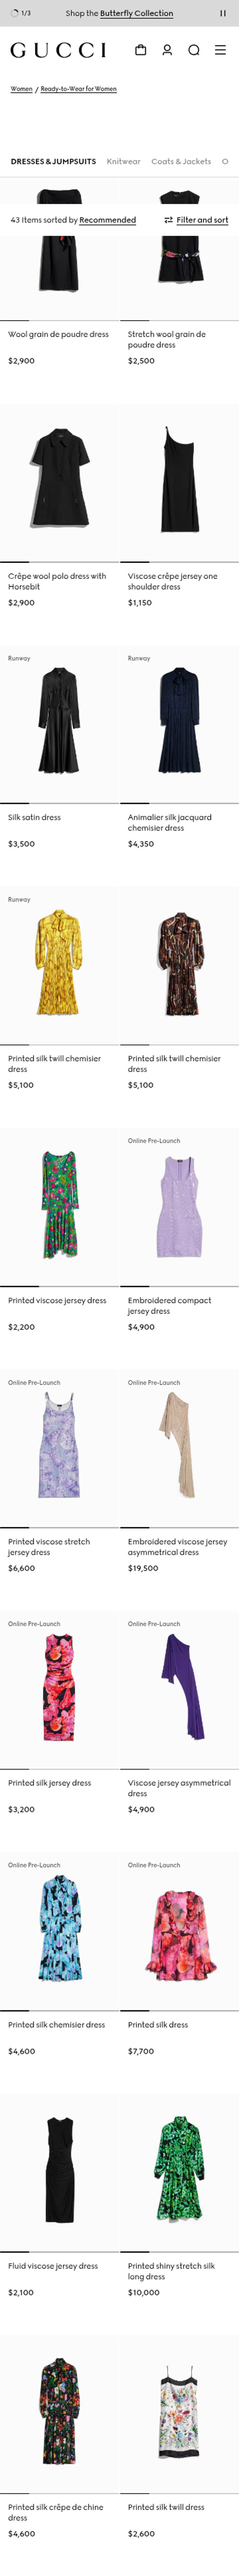 1/3 Shop the Butterfly Collection
GUCCI
Women / Ready-to-Wear for Women
DRESSES & JUMPSUITS Knitwear Coats & Jackets O
43 Items sorted by Recommended Filter and sort
Wool grain de poudre dress
$2,900
Stretch wool grain de
poudre dress
$2,500
Crêpe wool polo dress with
Horsebit
$2,900
Viscose crêpe jersey one
shoulder dress
$1,150
Runway
Silk satin dress
$3,500
Runway
Animalier silk jacquard
chemisier dress
$4,350
Runway
Printed silk twill chemisier
dress
$5,100
Printed silk twill chemisier
dress
$5,100
Printed viscose jersey dress
$2,200
Online Pre-Launch
Embroidered compact
jersey dress
$4,900
Online Pre-Launch
Printed viscose stretch
jersey dress
$6,600
Online Pre-Launch
Embroidered viscose jersey
asymmetrical dress
$19,500
Online Pre-Launch
Printed silk jersey dress
$3,200
Online Pre-Launch
Viscose jersey asymmetrical
dress
$4,900
Online Pre-Launch
Printed silk chemisier dress
$4,600
Online Pre-Launch
Printed silk dress
$7,700
Fluid viscose jersey dress
$2,100
Printed shiny stretch silk
long dress
$10,000
Printed silk crêpe de chine
dress
$4,600
Printed silk twill dress
$2,600